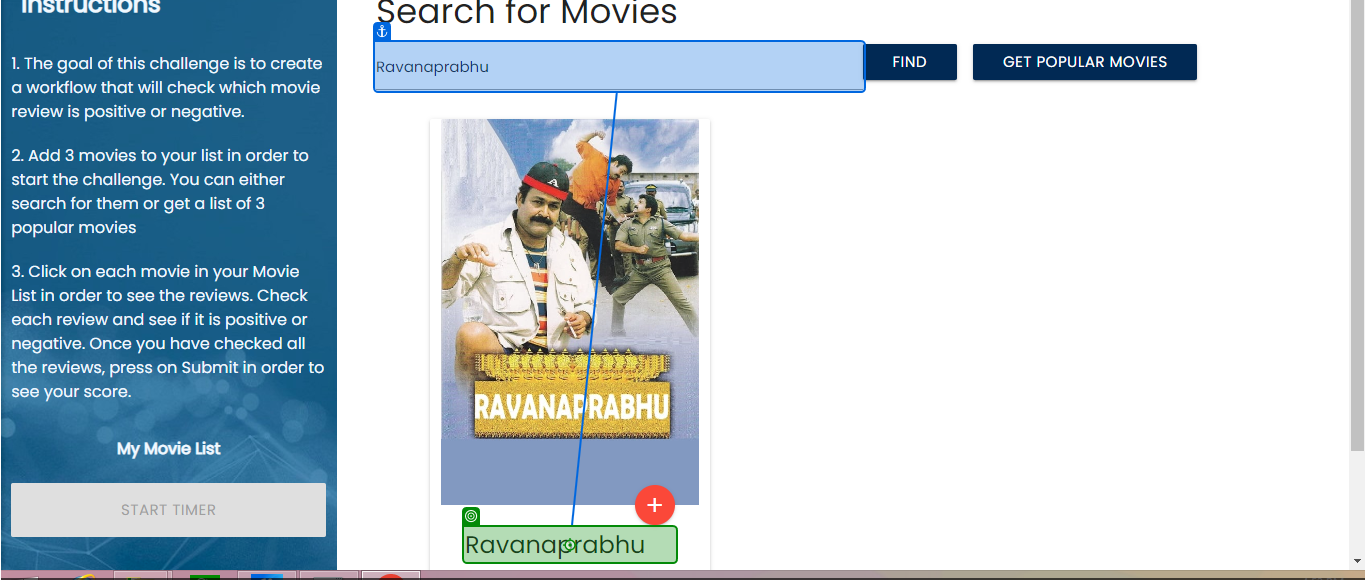 Instructions
1. The goal of this challenge is to create
a workflow that will check which movie
review is positive or negative.
2. Add 3 movies to your list in order to
start the challenge. You can either
search for them or get a list of 3
popular movies
3. Click on each movie in your Movie
List in order to see the reviews. Check
each review and see if it is positive or
negative. Once you have checked all
the reviews, press on Submit in order to
see your score.
My Movie List
START TIMER
Search for Movies
Ravanaprabhu
FIND
GET POPULAR MOVIES
RAVANAPRABHU
+
Ravanaprabhu